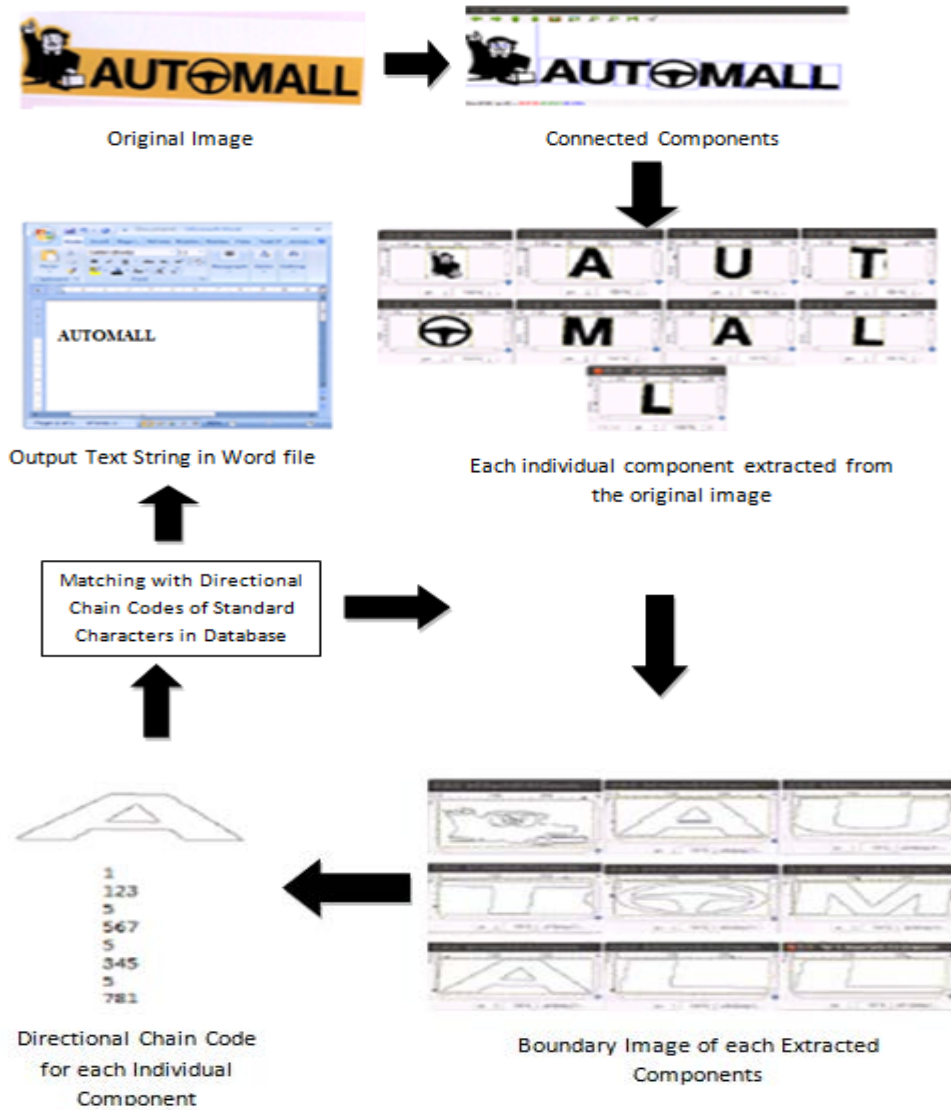 AUTOMALL
AUTOMALL
Original Image
Connected Components
A
U
T
M
A
L
L
AUTOMALL
Output Text String in Word file
Each individual component extracted from
the original image
Matching with Directional
Chain Codes of Standard
Characters in Database
1
123
5
567
5
345
5
781
Directional Chain Code
for each Individual
Component
Boundary Image of each Extracted
Components